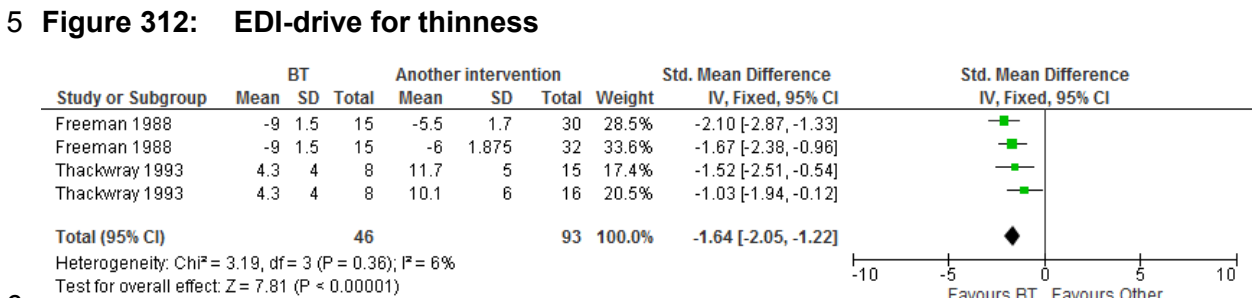 5 Figure 312: EDI-drive for thinness
BT Another intervention Std. Mean Difference Std. Mean Difference
Study or Subgroup Mean SD Total Mean SD Total Weight IV, Fixed, 95% CI IV, Fixed, 95% CI
Freeman 1988 -9 1.5 15 -5.5 1.7 30 28.5% -2.10 [-2.87, -1.33]
Freeman 1988 -9 1.5 15 -6 1.875 32 33.6% -1.67 [-2.38, -0.96]
Thackwray 1993 4.3 4 8 11.7 5 15 17.4% -1.52 [-2.51, -0.54]
Thackwray 1993 4.3 4 8 10.1 6 16 20.5% -1.03 [-1.94, -0.12]
Total (95% CI) 46 93 100.0% -1.64 [-2.05, -1.22]
Heterogeneity: Chi² = 3.19, df = 3 (P = 0.36); I² = 6%
Test for overall effect: Z = 7.81 (P < 0.00001)
-10 -5 0 5 10
Favours BT Favours Other